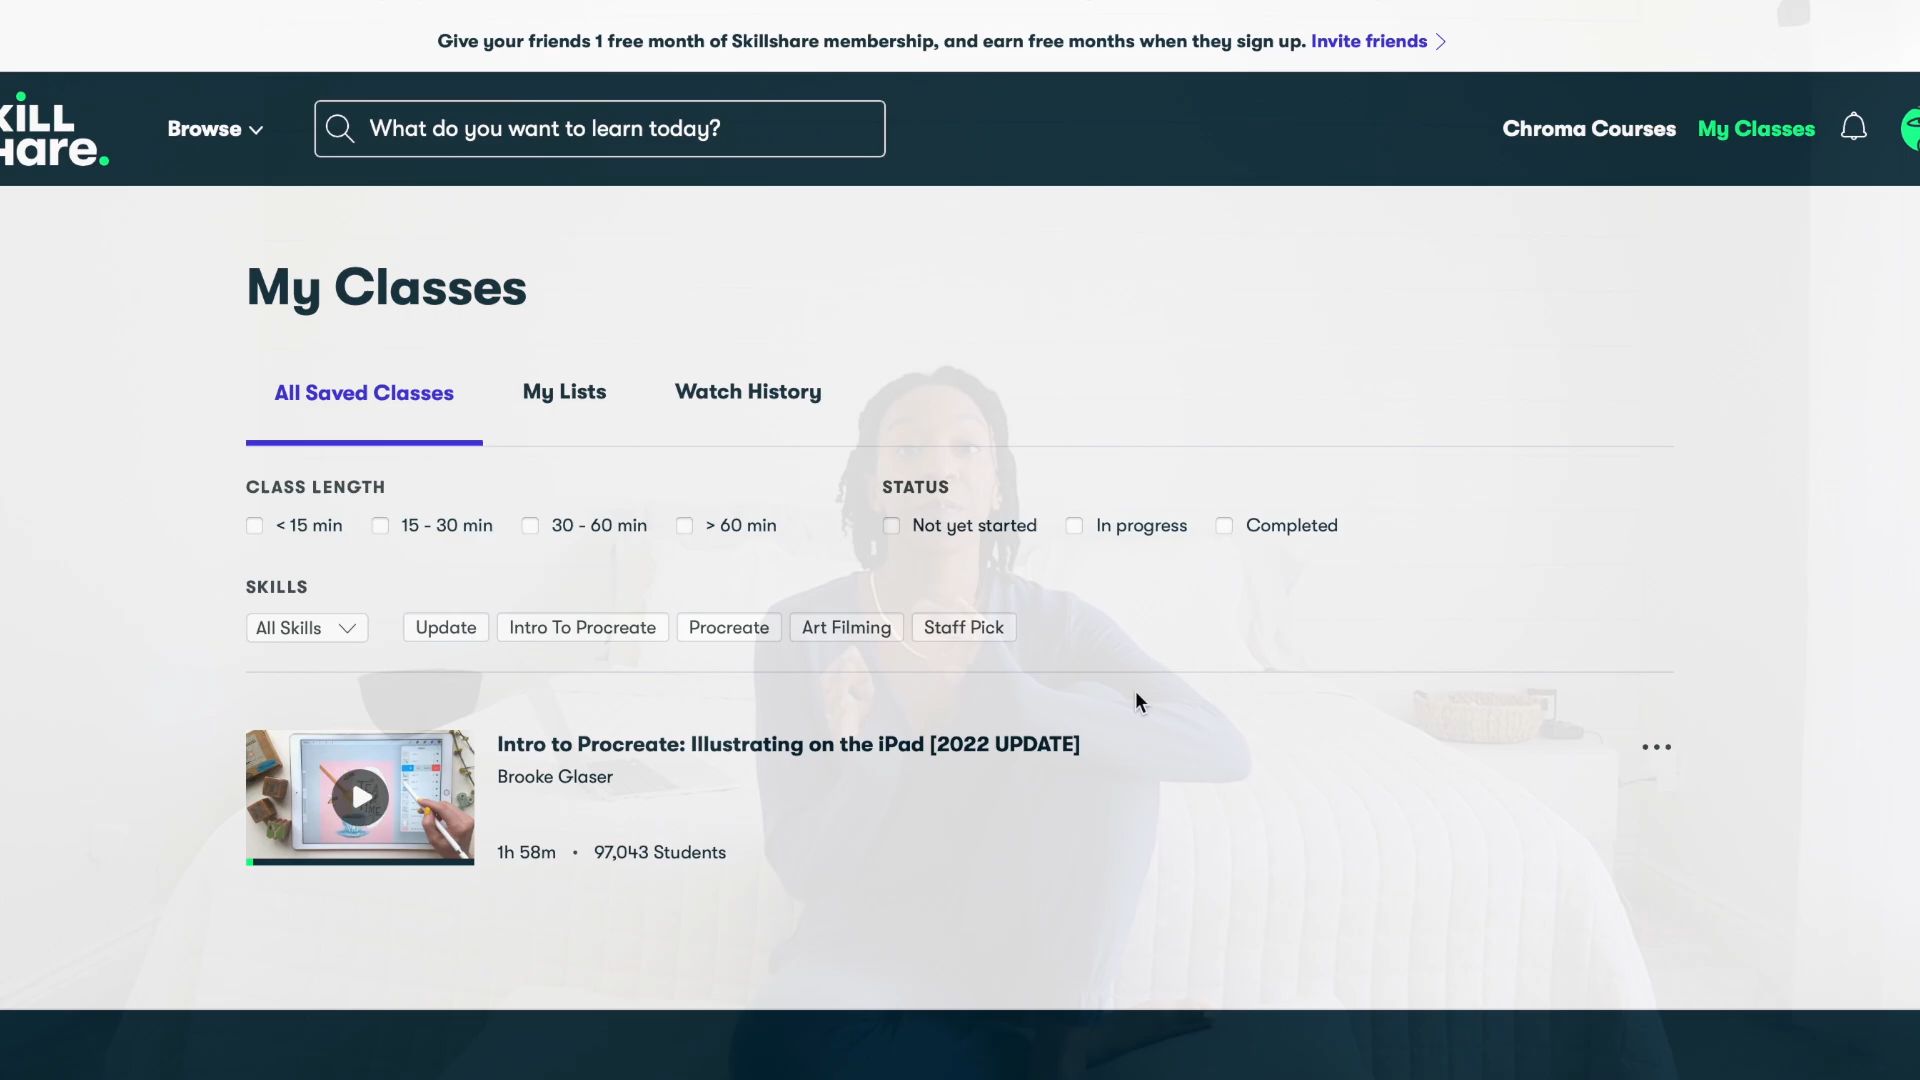 Give your friends 1 free month of Skillshare membership, and earn free months when they sign up. Invite friends
KILL
Hare.
Browse
What do you want to learn today?
Chroma Courses
My Classes
My Classes
All Saved Classes
My Lists
Watch History
CLASS LENGTH
< 15 min
15 - 30 min
30 - 60 min
> 60 min
STATUS
Not yet started
In progress
Completed
SKILLS
All Skills
Update
Intro To Procreate
Procreate
Art Filming
Staff Pick
Intro to Procreate: Illustrating on the iPad [2022 UPDATE]
Brooke Glaser
1h 58m • 97,043 Students